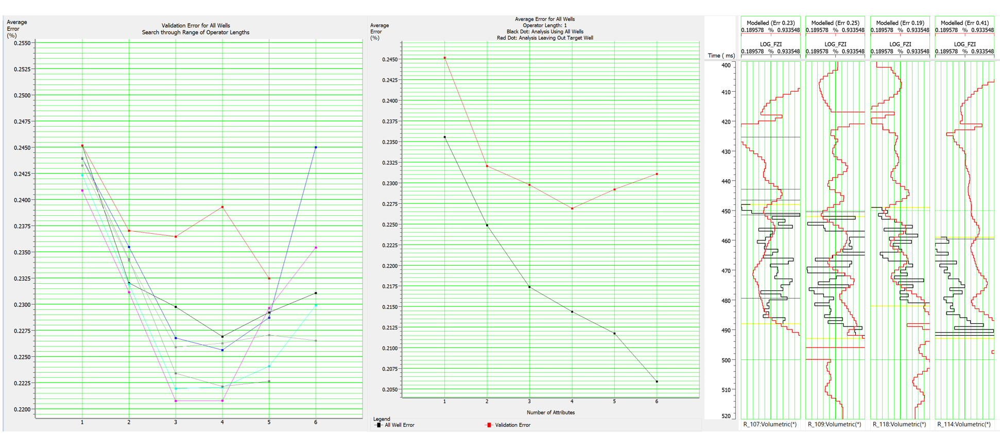 Average
Error
(%)
Validation Error for All Wells
Search through Range of Operator Lengths
0.2550
0.2525
0.2500
0.2475
0.2450
0.2425
0.2400
0.2375
0.2350
0.2325
0.2300
0.2275
0.2250
0.2225
0.2200
1 2 3 4 5 6
Average
Error
(%)
Average Error for All Wells
Operator Length: 1
Black Dot: Analysis Using All Wells
Red Dot: Analysis Leaving Out Target Well
0.2450
0.2425
0.2400
0.2375
0.2350
0.2325
0.2300
0.2275
0.2250
0.2225
0.2200
0.2175
0.2150
0.2125
0.2100
0.2075
0.2050
1 2 3 4 5 6
Number of Attributes
Legend
All Well Error Validation Error
Modelled (Err 0.23) Modelled (Err 0.25) Modelled (Err 0.19) Modelled (Err 0.41)
0.189578 % 0.933548 0.189578 % 0.933548 0.189578 % 0.933548 0.189578 % 0.933548
LOG_FZI LOG_FZI LOG_FZI LOG_FZI
0.189578 % 0.933548 0.189578 % 0.933548 0.189578 % 0.933548 0.189578 % 0.933548
Time ( ms)
400
410
420
430
440
450
460
470
480
490
500
510
520
R_107:Volumetric(*) R_109:Volumetric(*) R_118:Volumetric(*) R_114:Volumetric(*)